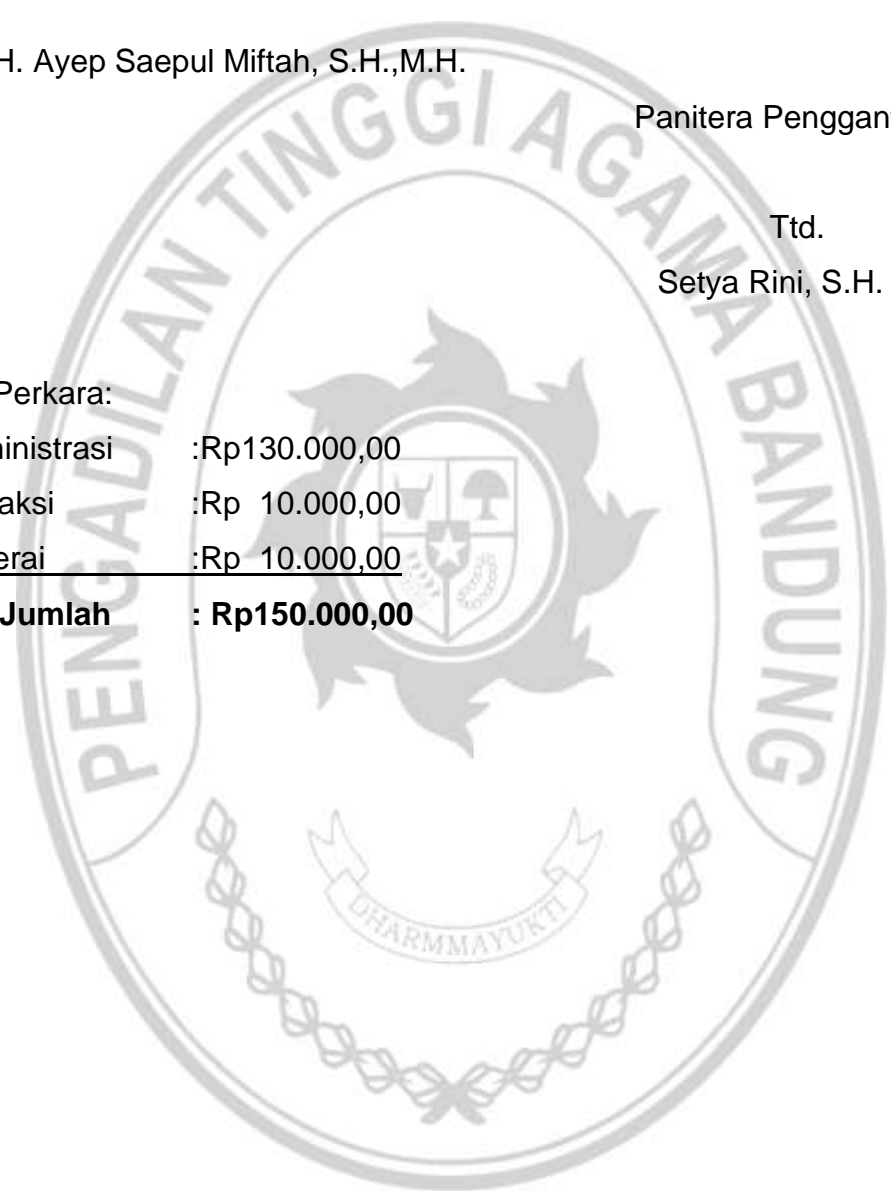 H. Ayep Saepul Miftah, S.H.,M.H.
Panitera Penggan
Ttd.
Setya Rini, S.H.
Perkara:
ministrasi :Rp130.000,00
aksi :Rp 10.000,00
erai :Rp 10.000,00
Jumlah : Rp150.000,00
PENGADILAN TINGGI AGAMA BANDUNG
DHARMMAYUKTI